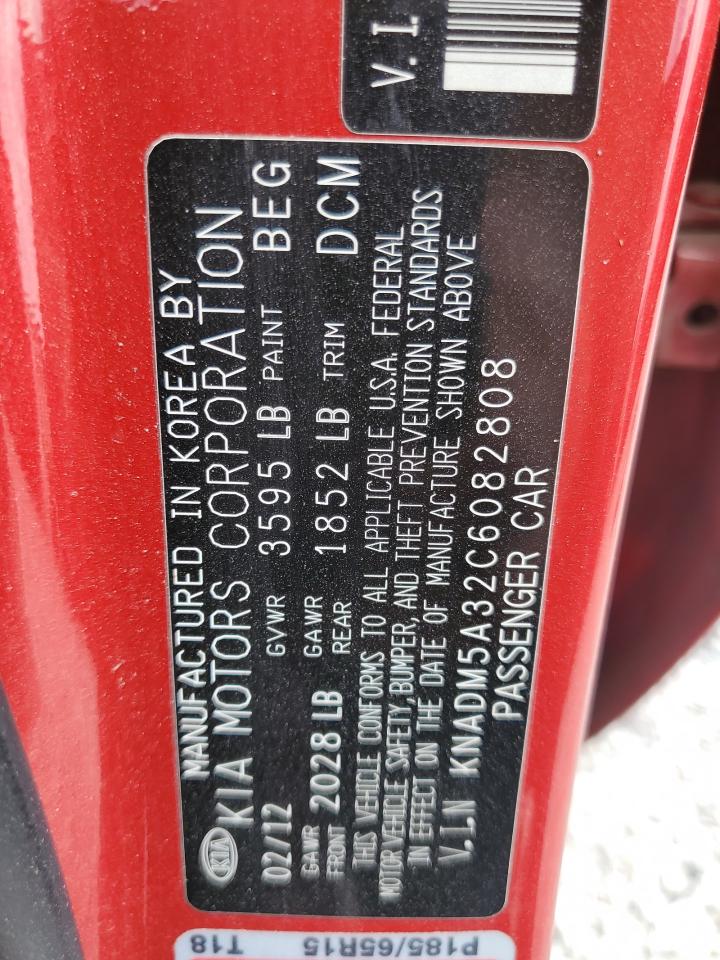 V. I.
MANUFACTURED IN KOREA BY
KIA KIA MOTORS CORPORATION
02/12 GVWR 3595 LB PAINT BEG
GAWR FRONT 2028 LB GAWR REAR 1852 LB TRIM DCM
THIS VEHICLE CONFORMS TO ALL APPLICABLE U.S.A. FEDERAL
MOTOR VEHICLE SAFETY, BUMPER, AND THEFT PREVENTION STANDARDS
IN EFFECT ON THE DATE OF MANUFACTURE SHOWN ABOVE
V.I.N KNADM5A32C6082808
PASSENGER CAR
P185/65R15
T18